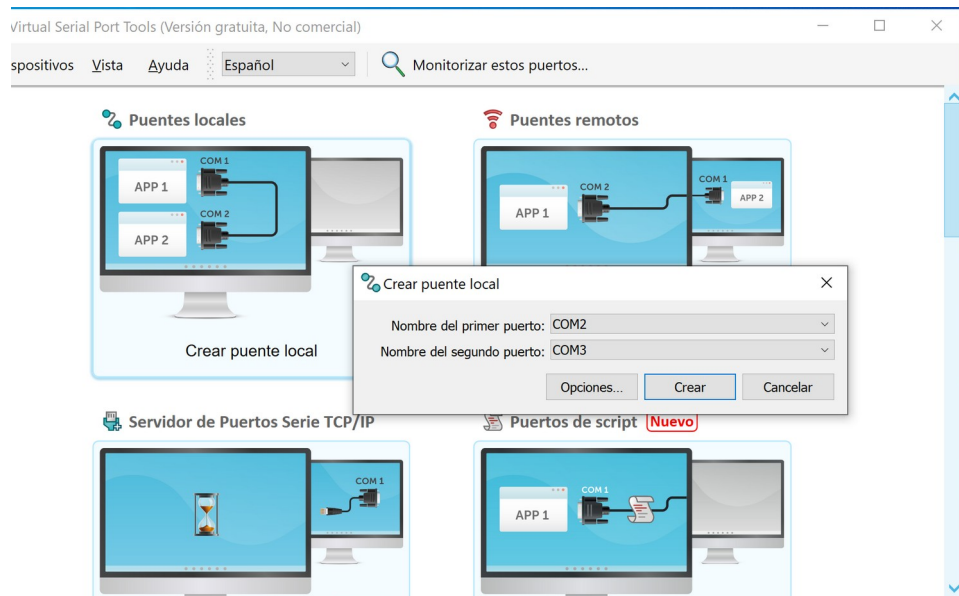 Virtual Serial Port Tools (Versión gratuita, No comercial)
spositivos Vista Ayuda Español Monitorizar estos puertos...
Puentes locales
COM 1
APP 1
COM 2
APP 2
Crear puente local
Puentes remotos
COM 2
APP 1
COM 1
APP 2
Crear puente local
Nombre del primer puerto: COM2
Nombre del segundo puerto: COM3
Opciones... Crear Cancelar
Servidor de Puertos Serie TCP/IP
COM 1
Puertos de script Nuevo
COM 1
APP 1